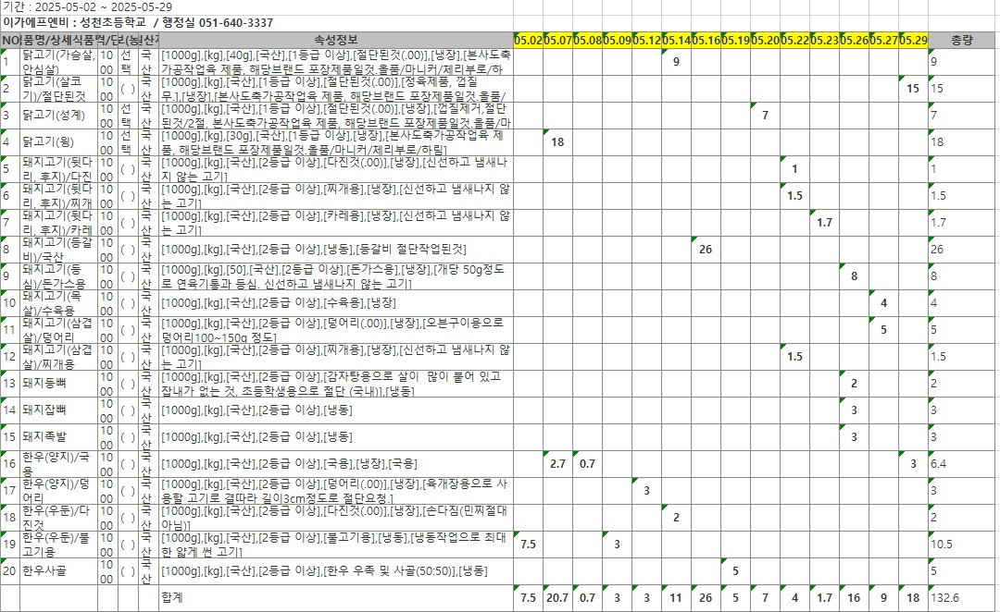 기간 : 2025-05-02 ~ 2025-05-29
이가에프엔비 : 성천초등학교 / 행정실 051-640-3337
NO 품명/상세식품 속성정보 05.02 05.07 05.08 05.09 05.12 05.14 05.16 05.19 05.20 05.22 05.23 05.26 05.27 05.29 총량
1 닭고기(가슴살, 10 선 국 [1000g],[kg],[40g],[국산],[1등급 이상],[절단된것(.00)],[냉장],[본사도축 9 9
안심살) 00 택 산 가공작업육 제품, 해당브랜드 포장제품일것.올품/마니커/체리부로/하
2 닭고기(살코 10 ( ) 국 [1000g],[kg],[국산],[1등급 이상],[절단된것(.00)],[정육제품, 껍질 15 15
기)/절단된것 00 산 무.],[냉장],[본사도축가공작업육 제품, 해당브랜드 포장제품일것.올품/
3 닭고기(성계) 10 선 국 [1000g],[kg],[국산],[1등급 이상],[절단된것(.00)],[냉장],[껍질제거,절단 7 7
00 택 산 된것/2절, 본사도축가공작업육 제품, 해당브랜드 포장제품일것.올품/마
4 닭고기(윙) 10 선 국 [1000g],[kg],[30g],[국산],[1등급 이상],[냉장],[본사도축가공작업육 제 18 18
00 택 산 품, 해당브랜드 포장제품일것.올품/마니커/체리부로/하림]
5 돼지고기(뒷다 10 ( ) 국 [1000g],[kg],[국산],[2등급 이상],[다진것(.00)],[냉장],[신선하고 냄새나 1 1
리, 후지)/다진 00 산 지 않는 고기]
6 돼지고기(뒷다 10 ( ) 국 [1000g],[kg],[국산],[2등급 이상],[찌개용],[냉장],[신선하고 냄새나지 않 1.5 1.5
리, 후지)/찌개 00 산 는 고기]
7 돼지고기(뒷다 10 ( ) 국 [1000g],[kg],[국산],[2등급 이상],[카레용],[냉장],[신선하고 냄새나지 않 1.7 1.7
리, 후지)/카레 00 산 는 고기]
8 돼지고기(등갈 10 ( ) 국 [1000g],[kg],[국산],[2등급 이상],[냉동],[등갈비 절단작업된것] 26 26
비)/국산 00 산
9 돼지고기(등 10 ( ) 국 [1000g],[kg],[50],[국산],[2등급 이상],[돈가스용],[냉장],[개당 50g정도 8 8
심)/돈가스용 00 산 로 연육기통과 등심. 신선하고 냄새나지 않는 고기]
10 돼지고기(목 10 ( ) 국 [1000g],[kg],[국산],[2등급 이상],[수육용],[냉장] 4 4
살)/수육용 00 산
11 돼지고기(삼겹 10 ( ) 국 [1000g],[kg],[국산],[2등급 이상],[덩어리(.00)],[냉장],[오븐구이용으로 5 5
살)/덩어리 00 산 덩어리100~150g 정도]
12 돼지고기(삼겹 10 ( ) 국 [1000g],[kg],[국산],[2등급 이상],[찌개용],[냉장],[신선하고 냄새나지 않 1.5 1.5
살)/찌개용 00 산 는 고기]
13 돼지등뼈 10 ( ) 국 [1000g],[kg],[국산],[2등급 이상],[감자탕용으로 살이 많이 붙어 있고 2 2
00 산 잡내가 없는 것, 초등학생용으로 절단 (국내)],[냉동]
14 돼지잡뼈 10 ( ) 국 [1000g],[kg],[국산],[2등급 이상],[냉동] 3 3
00 산
15 돼지족발 10 ( ) 국 [1000g],[kg],[국산],[2등급 이상],[냉동] 3 3
00 산
16 한우(양지)/국 10 ( ) 국 [1000g],[kg],[국산],[2등급 이상],[국용],[냉장],[국용] 2.7 0.7 3 6.4
용 00 산
17 한우(양지)/덩 10 ( ) 국 [1000g],[kg],[국산],[2등급 이상],[덩어리(.00)],[냉장],[육개장용으로 사 3 3
어리 00 산 용할 고기로 결따라 길이3cm정도로 절단요청.]
18 한우(우둔)/다 10 ( ) 국 [1000g],[kg],[국산],[2등급 이상],[다진것(.00)],[냉장],[손다짐(민찌절대 2 2
진것 00 산 아님)]
19 한우(우둔)/불 10 ( ) 국 [1000g],[kg],[국산],[2등급 이상],[불고기용],[냉동],[냉동작업으로 최대 7.5 3 10.5
고기용 00 산 한 얇게 썬 고기]
20 한우사골 10 ( ) 국 [1000g],[kg],[국산],[2등급 이상],[한우 우족 및 사골(50:50)],[냉동] 5 5
00 산
합계 7.5 20.7 0.7 3 3 11 26 5 7 4 1.7 16 9 18 132.6